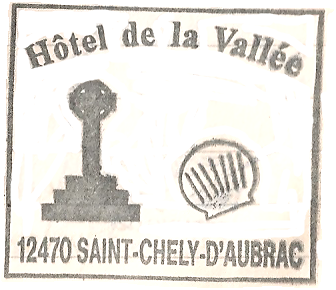 Hôtel de la Vallée
12470 SAINT-CHELY-D'AUBRAC